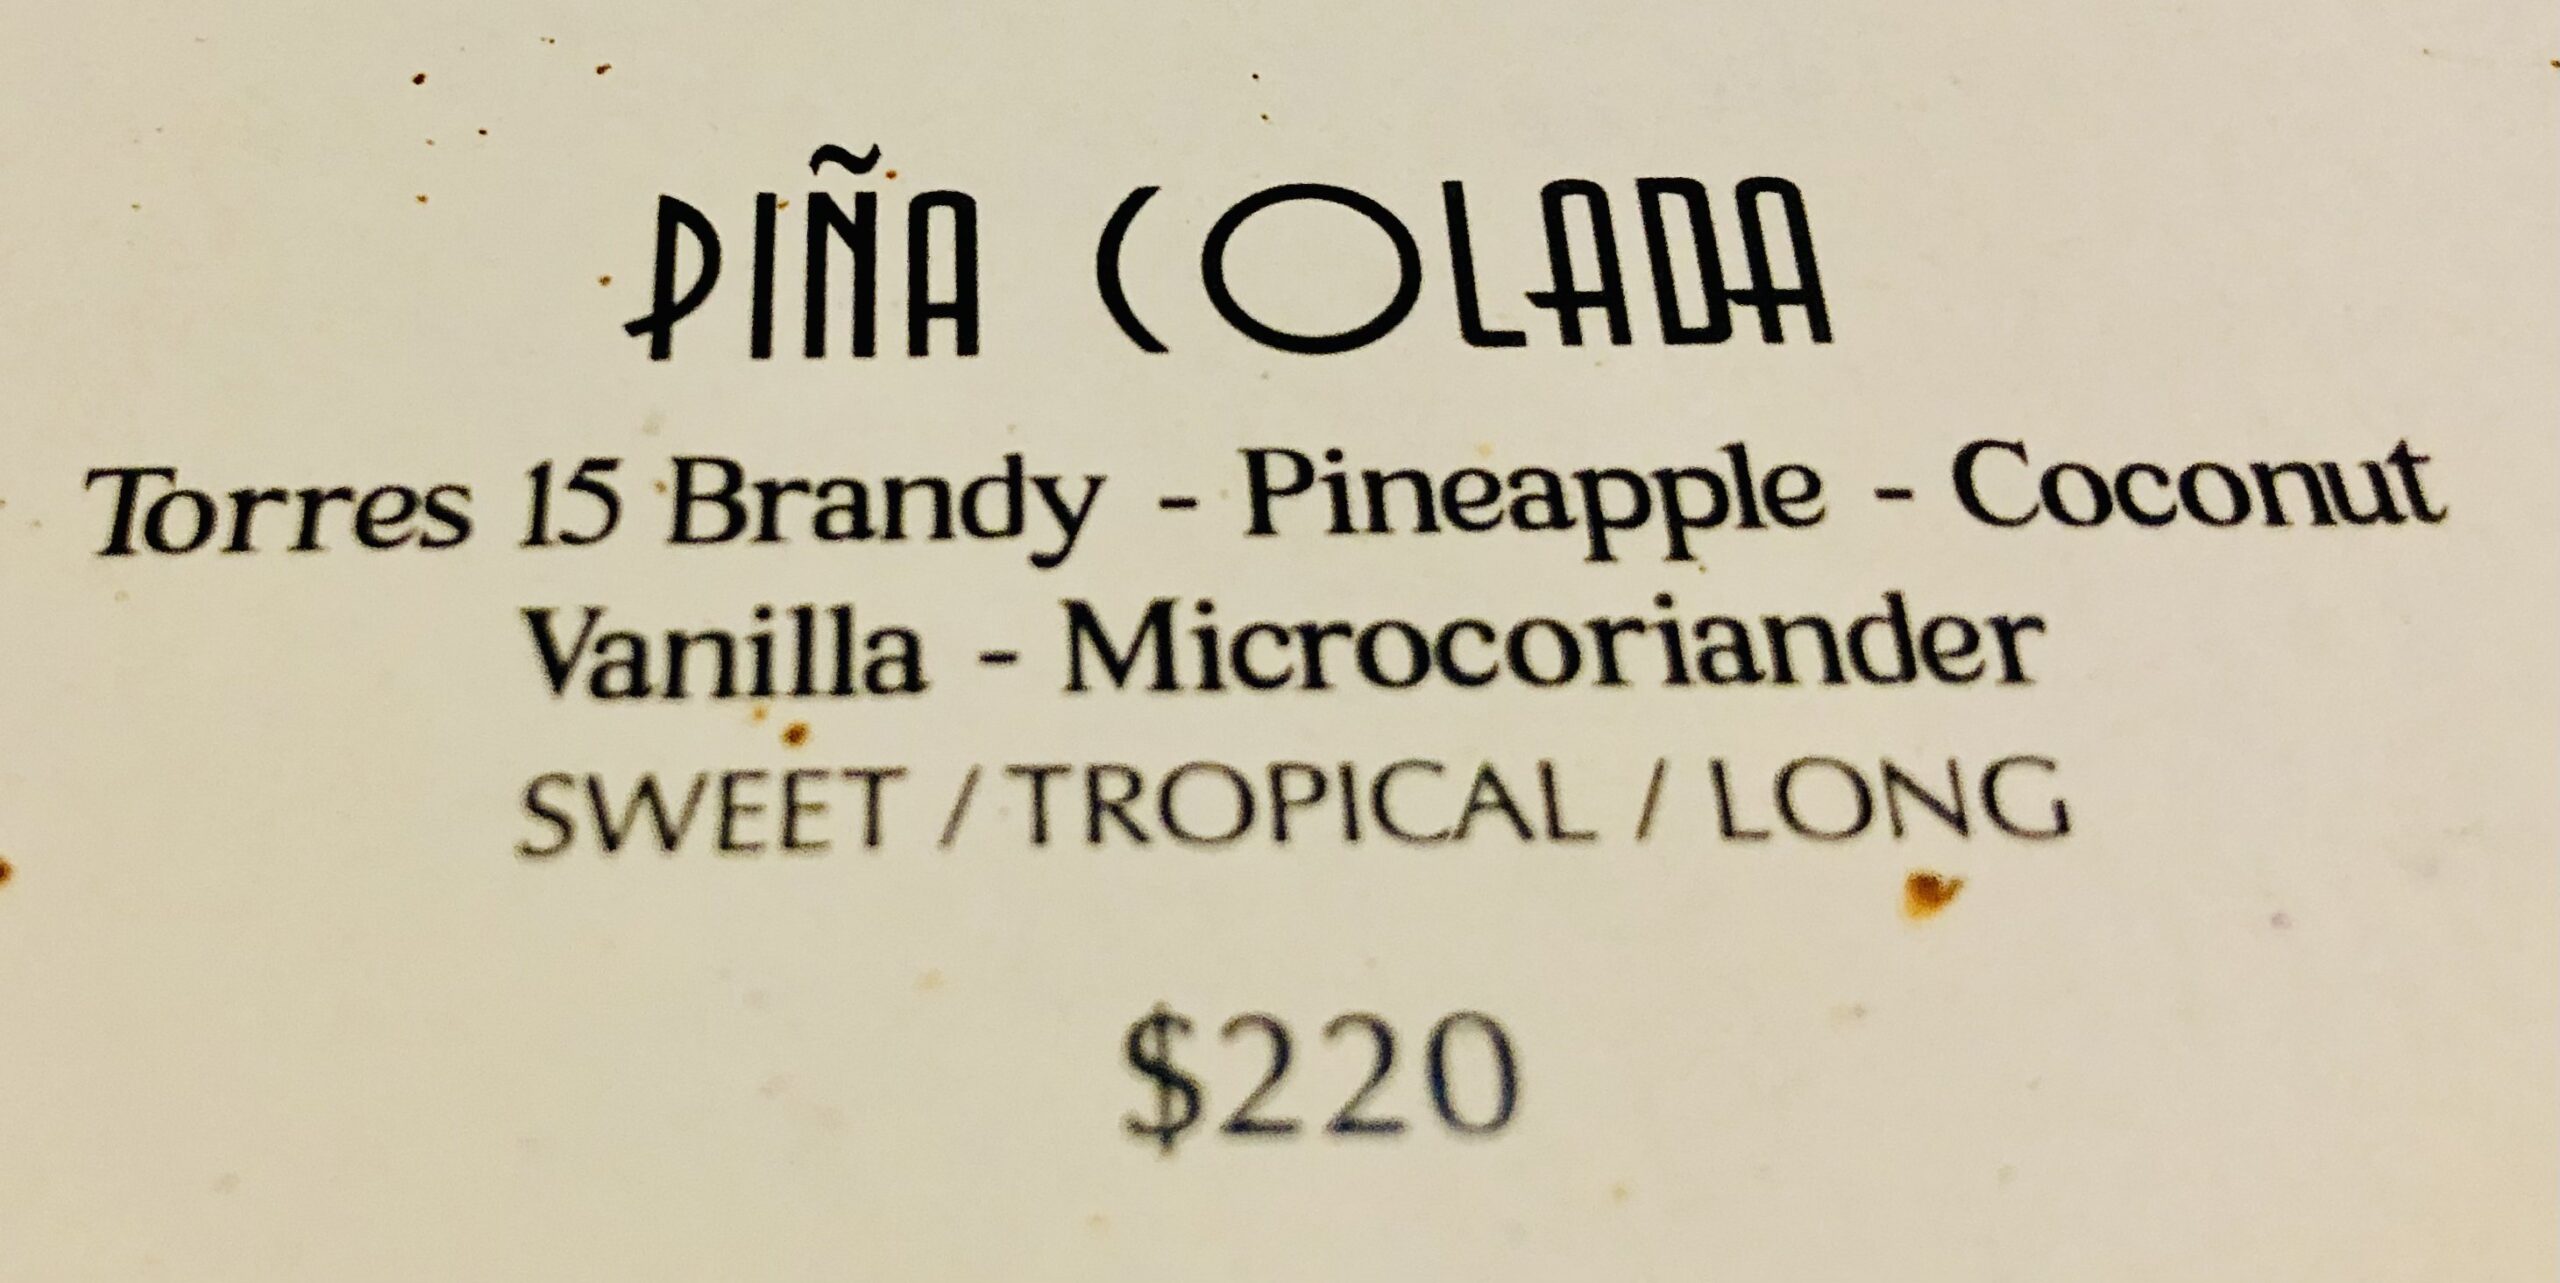 PIÑA COLADA
Torres 15 Brandy - Pineapple - Coconut
Vanilla - Microcoriander
SWEET / TROPICAL / LONG
$220